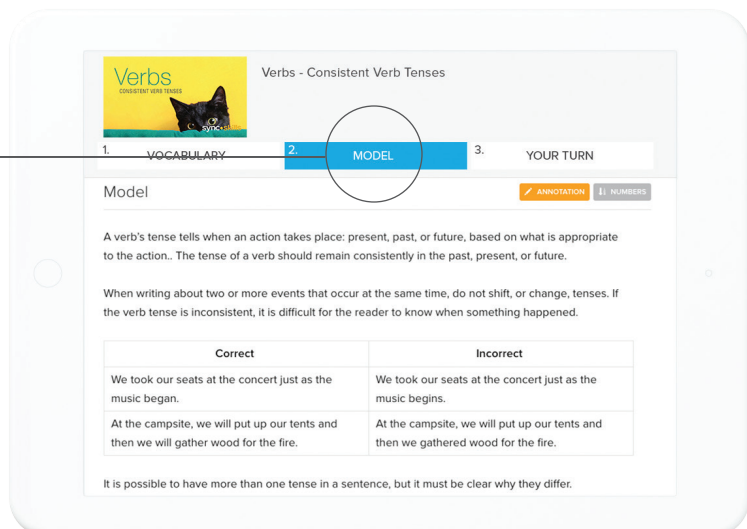 Verbs
CONSISTENT VERB TENSES
Verbs - Consistent Verb Tenses
1. VOCABULARY
2. MODEL
3. YOUR TURN
Model
ANNOTATION
NUMBERS
A verb's tense tells when an action takes place: present, past, or future, based on what is appropriate
to the action.. The tense of a verb should remain consistently in the past, present, or future.
When writing about two or more events that occur at the same time, do not shift, or change, tenses. If
the verb tense is inconsistent, it is difficult for the reader to know when something happened.
Correct
Incorrect
We took our seats at the concert just as the
music began.
We took our seats at the concert just as the
music begins.
At the campsite, we will put up our tents and
then we will gather wood for the fire.
At the campsite, we will put up our tents and
then we gathered wood for the fire.
It is possible to have more than one tense in a sentence, but it must be clear why they differ.